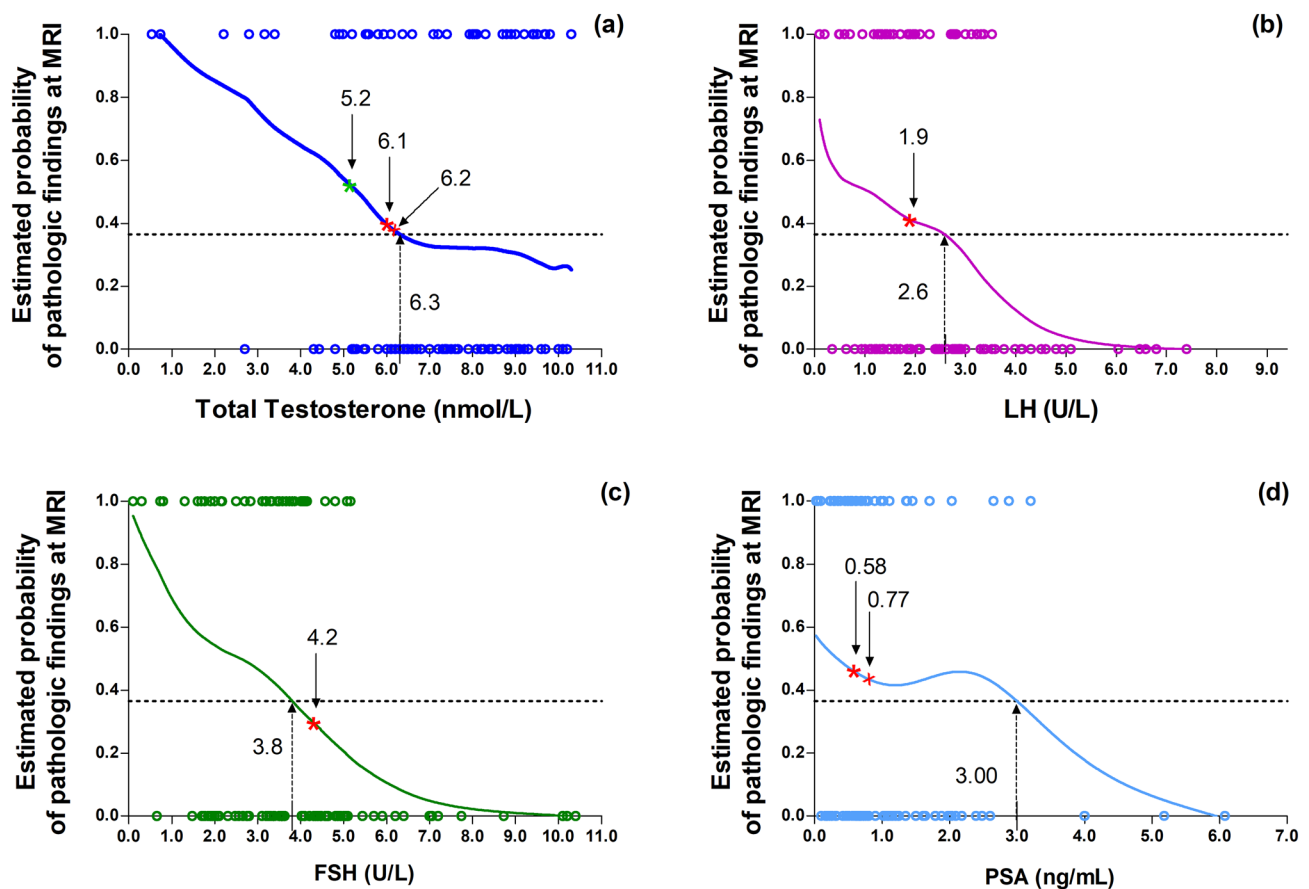 (a)
Estimated probability
of pathologic findings at MRI
1.0
0.8
0.6
0.4
0.2
0.0
5.2
6.1
6.2
6.3
0.0 1.0 2.0 3.0 4.0 5.0 6.0 7.0 8.0 9.0 10.0 11.0
Total Testosterone (nmol/L)
(b)
Estimated probability
of pathologic findings at MRI
1.0
0.8
0.6
0.4
0.2
0.0
1.9
2.6
0.0 1.0 2.0 3.0 4.0 5.0 6.0 7.0 8.0 9.0
LH (U/L)
(c)
Estimated probability
of pathologic findings at MRI
1.0
0.8
0.6
0.4
0.2
0.0
4.2
3.8
0.0 1.0 2.0 3.0 4.0 5.0 6.0 7.0 8.0 9.0 10.0 11.0
FSH (U/L)
(d)
Estimated probability
of pathologic findings at MRI
1.0
0.8
0.6
0.4
0.2
0.0
0.58
0.77
3.00
0.0 1.0 2.0 3.0 4.0 5.0 6.0 7.0
PSA (ng/mL)